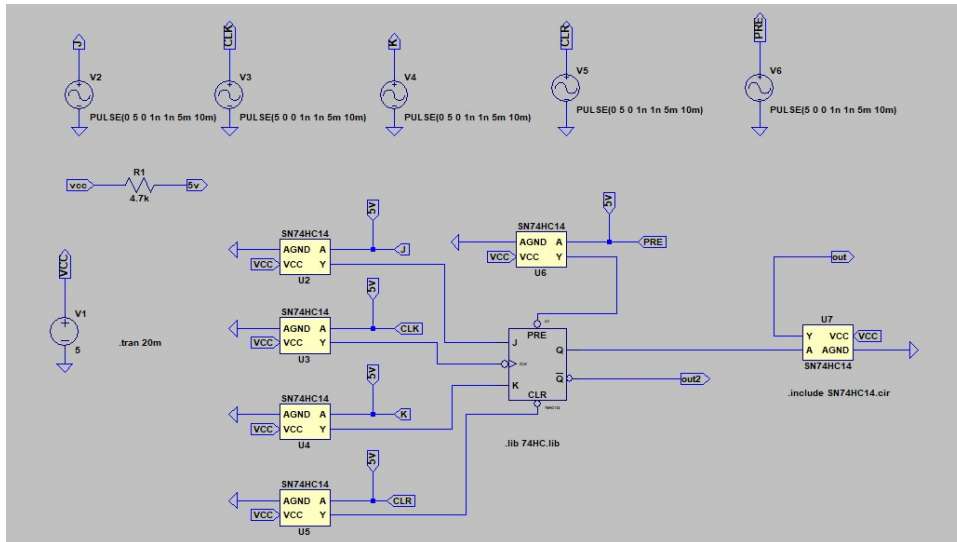 J
CLK
K
CLR
PRE
V2
V3
V4
V5
V6
PULSE(0 5 0 1n 1n 5m 10m)
PULSE(5 0 0 1n 1n 5m 10m)
PULSE(0 5 0 1n 1n 5m 10m)
PULSE(0 5 0 1n 1n 5m 10m)
PULSE(5 0 0 1n 1n 5m 10m)
R1
vcc
5v
4.7k
VCC
V1
5
.tran 20m
5V
SN74HC14
AGND A
J
VCC
VCC Y
U2
5V
SN74HC14
AGND A
CLK
VCC
VCC Y
U3
5V
SN74HC14
AGND A
K
VCC
VCC Y
U4
5V
SN74HC14
AGND A
CLR
VCC
VCC Y
U5
5V
SN74HC14
AGND A
PRE
VCC
VCC Y
U6
PRE
J
Q
K
Q
CLR
out2
.lib 74HC.lib
out
U7
Y VCC
VCC
A AGND
SN74HC14
.include SN74HC14.cir